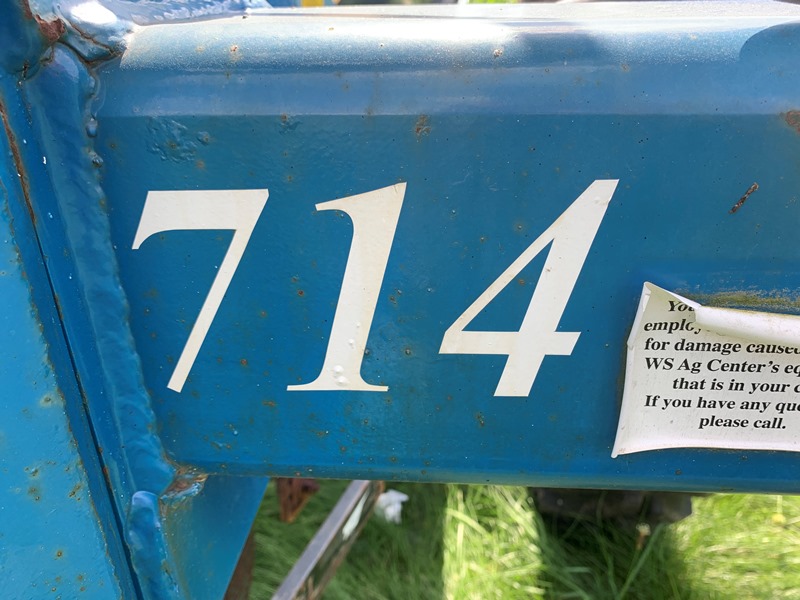 714
for damage
WS Ag Center's
that is in your
If you have any
please call.